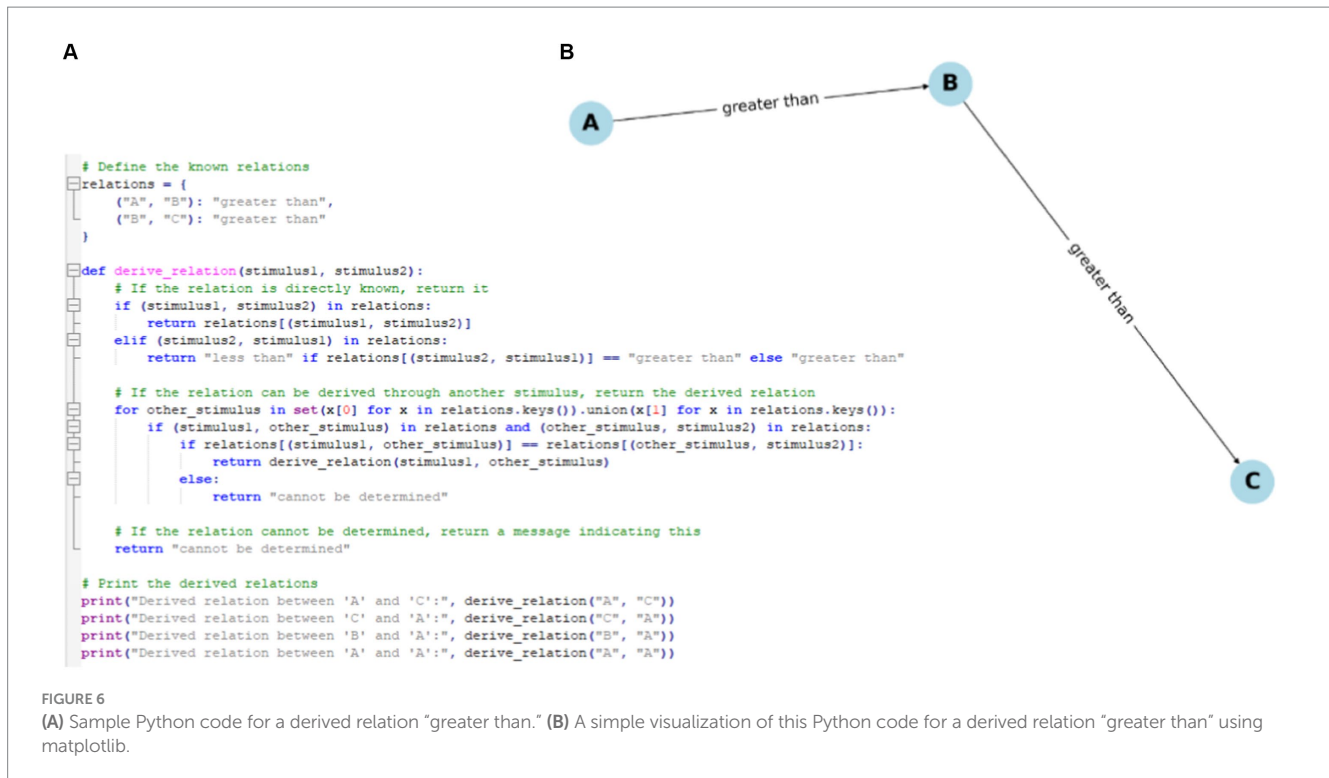 A
B
A
greater than
B
greater than
C
# Define the known relations
relations = {
    ("A", "B"): "greater than",
    ("B", "C"): "greater than"
}
def derive_relation(stimulus1, stimulus2):
    # If the relation is directly known, return it
    if (stimulus1, stimulus2) in relations:
        return relations[(stimulus1, stimulus2)]
    elif (stimulus2, stimulus1) in relations:
        return "less than" if relations[(stimulus2, stimulus1)] == "greater than" else "greater than"
    # If the relation can be derived through another stimulus, return the derived relation
    for other_stimulus in set(x[0] for x in relations.keys()).union(x[1] for x in relations.keys()):
        if (stimulus1, other_stimulus) in relations and (other_stimulus, stimulus2) in relations:
            if relations[(stimulus1, other_stimulus)] == relations[(other_stimulus, stimulus2)]:
                return derive_relation(stimulus1, other_stimulus)
            else:
                return "cannot be determined"
    # If the relation cannot be determined, return a message indicating this
    return "cannot be determined"
# Print the derived relations
print("Derived relation between 'A' and 'C':", derive_relation("A", "C"))
print("Derived relation between 'C' and 'A':", derive_relation("C", "A"))
print("Derived relation between 'B' and 'A':", derive_relation("B", "A"))
print("Derived relation between 'A' and 'A':", derive_relation("A", "A"))
FIGURE 6
(A) Sample Python code for a derived relation “greater than.” (B) A simple visualization of this Python code for a derived relation “greater than” using
matplotlib.